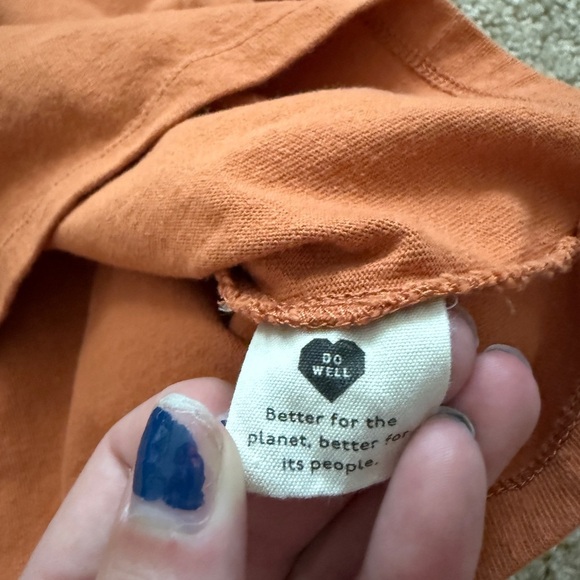 DO
WELL
Better for the
planet, better for
its people.